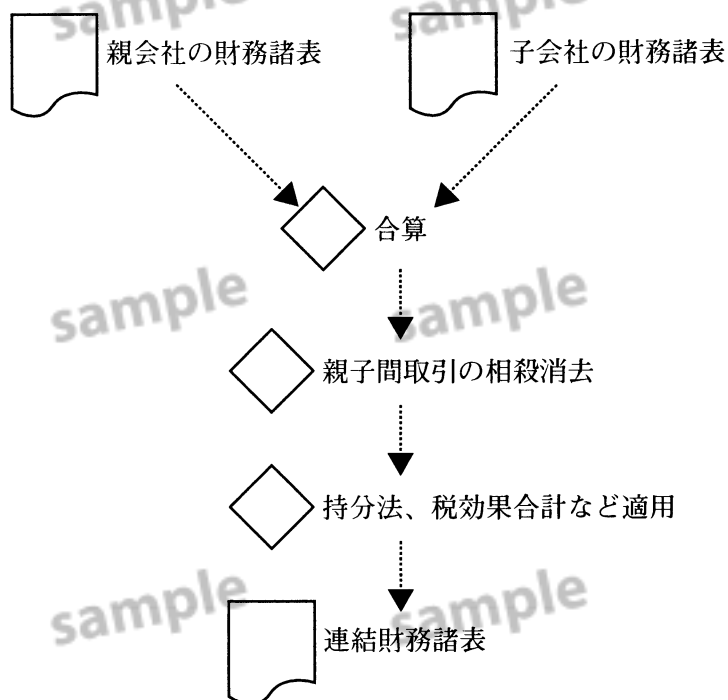 sample
sample
親会社の財務諸表
子会社の財務諸表
合算
sample
sample
親子間取引の相殺消去
持分法、税効果合計など適用
sample
sample
連結財務諸表